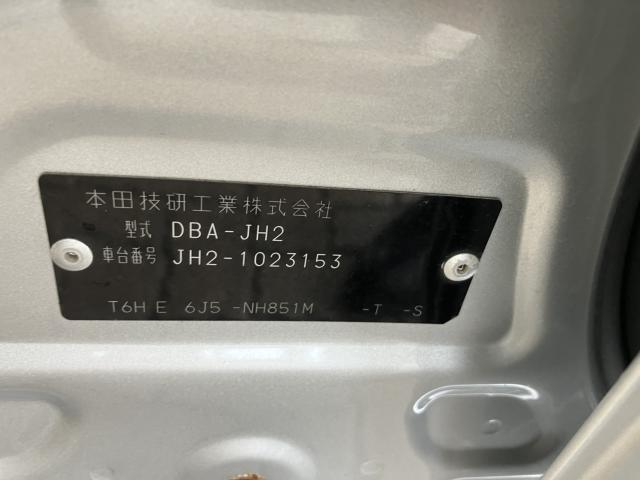 本田技研工業株式会社
型式 DBA-JH2
車台番号 JH2-1023153
T6H E 6J5 -NH851M -T -S